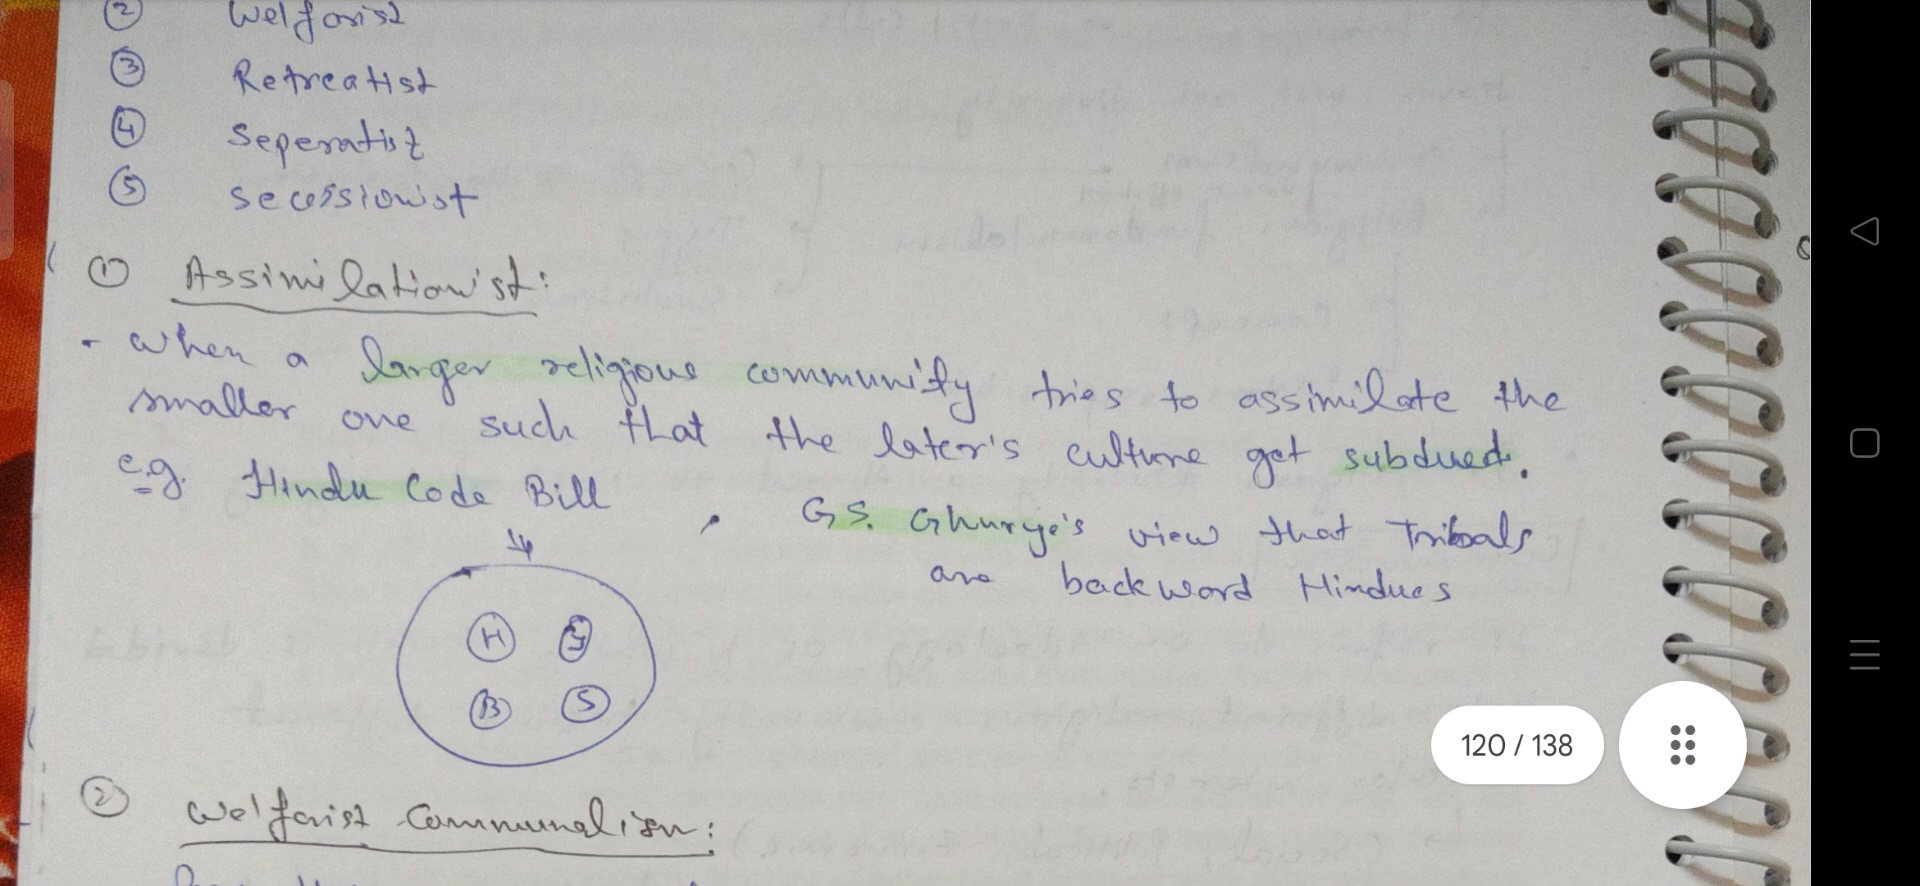 ② Welfarist
③ Retreatist
④ Seperatist
⑤ Secessionist
① Assimilationist:
- when a larger religious community tries to assimilate the
smaller one such that the later's culture get subdued.
e.g. Hindu Code Bill , G.S. Ghurye's view that Tribals
are backword Hindues
H J
B S
② Welfarist Communalism:
120 / 138